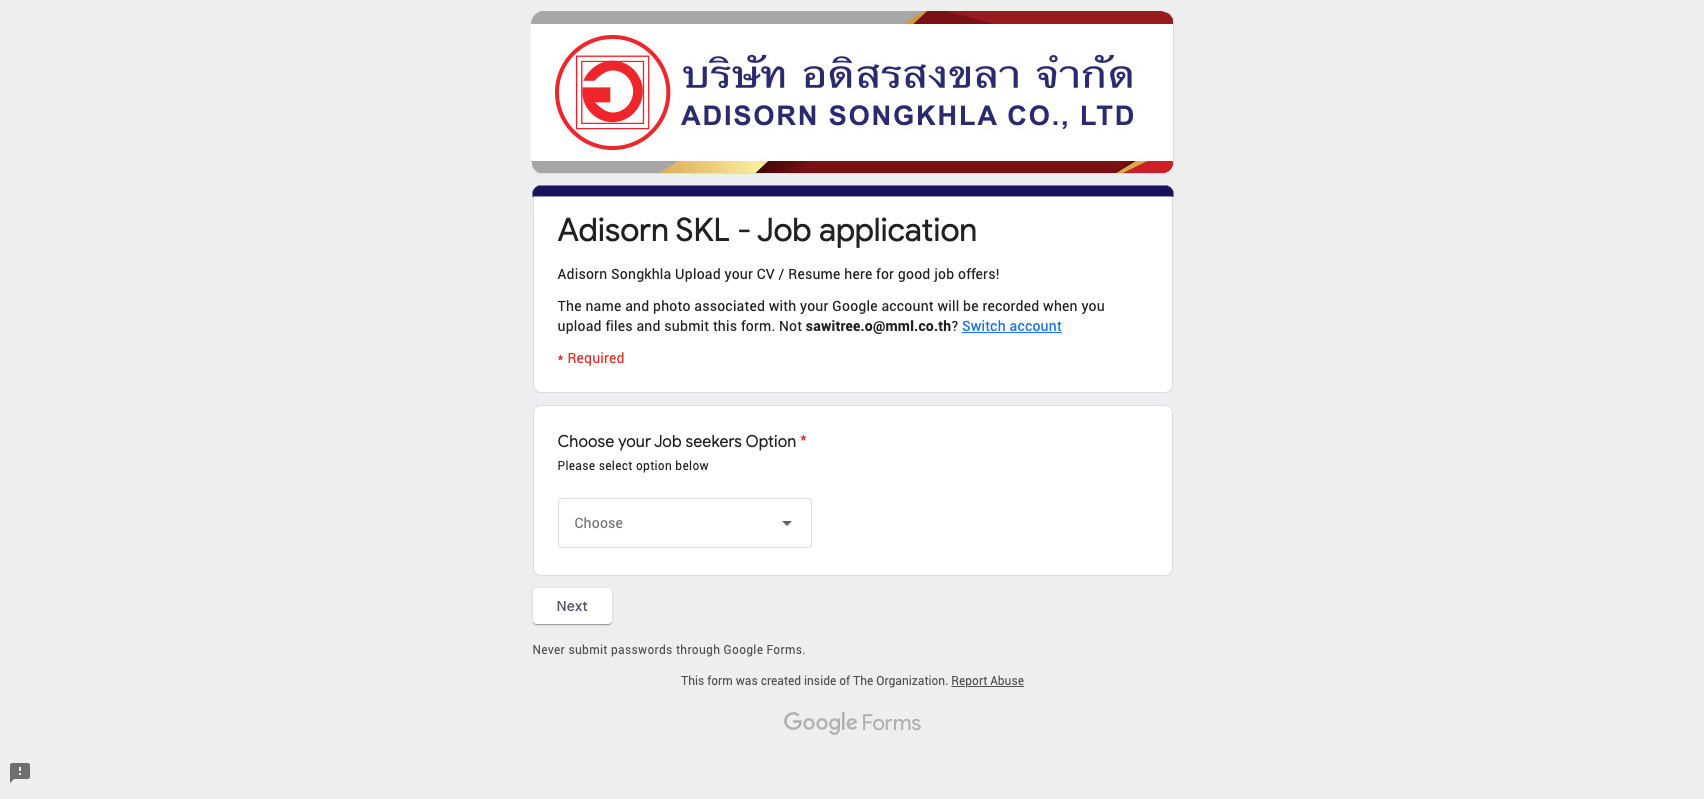 บริษัท อดิสรสงขลา จำกัด
ADISORN SONGKHLA CO., LTD
Adisorn SKL - Job application
Adisorn Songkhla Upload your CV / Resume here for good job offers!
The name and photo associated with your Google account will be recorded when you
upload files and submit this form. Not sawitree.o@mml.co.th? Switch account
* Required
Choose your Job seekers Option *
Please select option below
Choose
Next
Never submit passwords through Google Forms.
This form was created inside of The Organization. Report Abuse
Google Forms